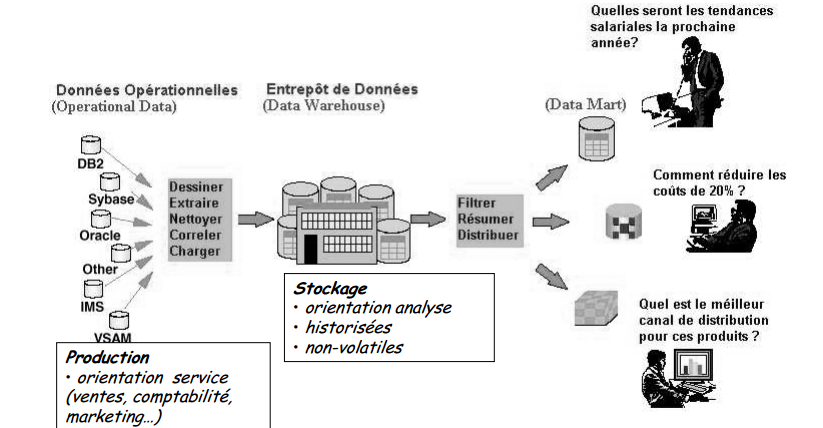 Quelles seront les tendances
salariales la prochaine
année?
Données Opérationnelles
(Operational Data)
Entrepôt de Données
(Data Warehouse)
(Data Mart)
DB2
Sybase
Oracle
Other
IMS
VSAM
Dessiner
Extraire
Nettoyer
Correler
Charger
Filtrer
Résumer
Distribuer
Comment réduire les
coûts de 20% ?
Stockage
• orientation analyse
• historisées
• non-volatiles
Quel est le méilleur
canal de distribution
pour ces produits ?
Production
• orientation service
(ventes, comptabilité,
marketing...)